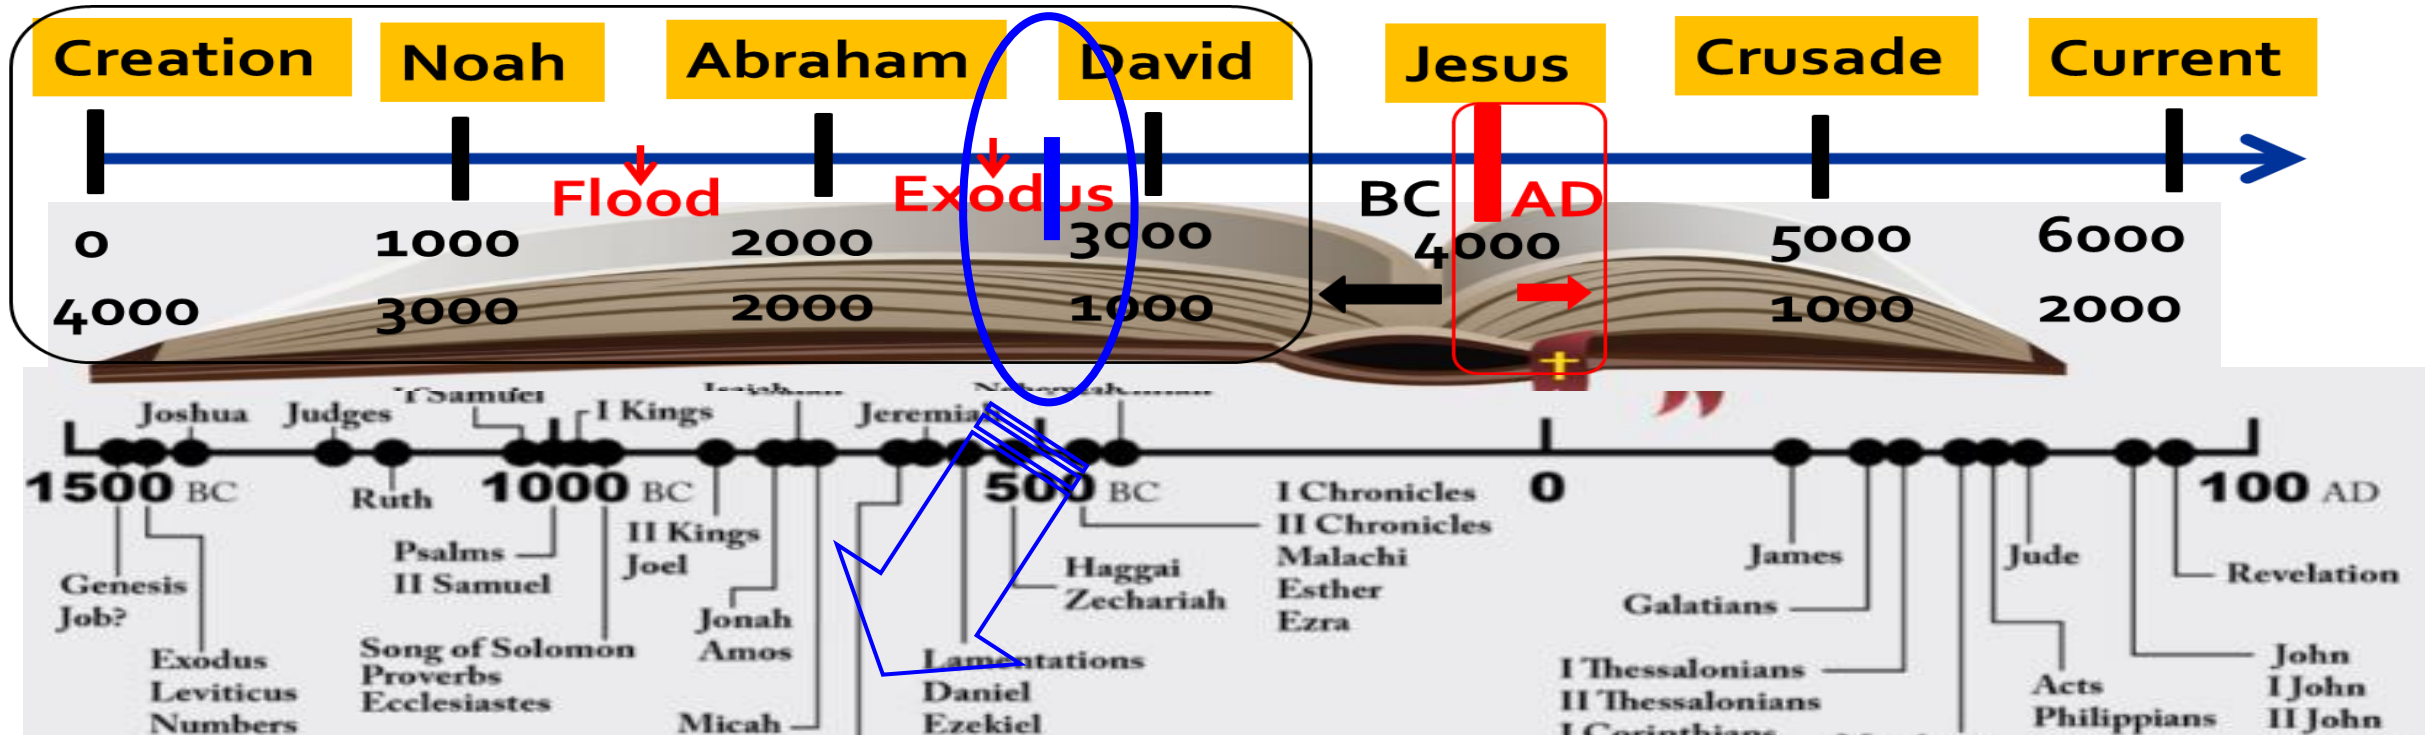 Creation Noah Abraham David Jesus Crusade Current
Flood Exodus BC AD
0 1000 2000 3000 4000 5000 6000
4000 3000 2000 1000 1000 2000
I Samuel
Joshua Judges I Kings Jeremiah
1500 BC 1000 BC 500 BC 0 100 AD
Ruth
Genesis
Job?
Exodus
Leviticus
Numbers
Psalms
II Samuel
Song of Solomon
Proverbs
Ecclesiastes
II Kings
Joel
Jonah
Amos
Micah
Lamentations
Daniel
Ezekiel
Haggai
Zechariah
I Chronicles
II Chronicles
Malachi
Esther
Ezra
James
Galatians
I Thessalonians
II Thessalonians
I Corinthians
Jude
Acts
Philippians
Revelation
John
I John
II John